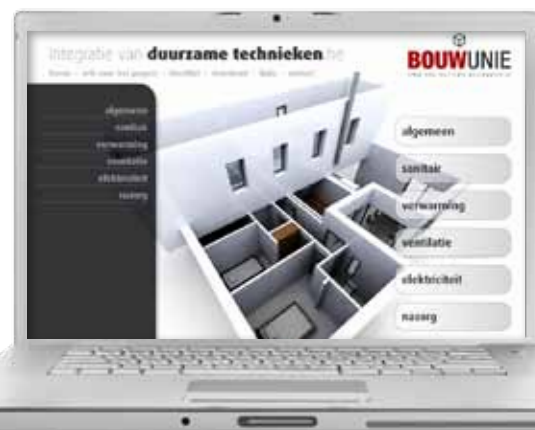 Integratie van duurzame technieken.be
BOUWUNIE
algemeen
sanitair
verwarming
ventilatie
elektriciteit
nazorg
algemeen
sanitair
verwarming
ventilatie
elektriciteit
nazorg